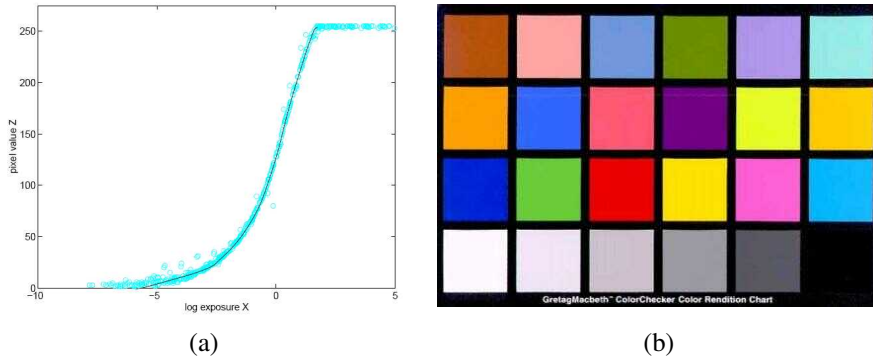 250
200
150
100
50
0
pixel value Z
−10
−5
0
5
log exposure X
GretagMacbeth™ ColorChecker Color Rendition Chart
(a)
(b)